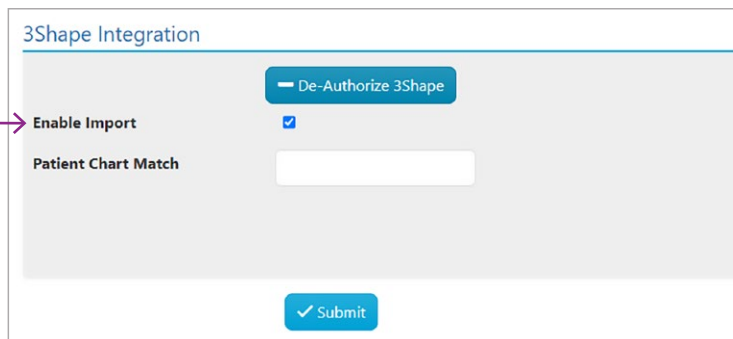 3Shape Integration
De-Authorize 3Shape
Enable Import
Patient Chart Match
Submit